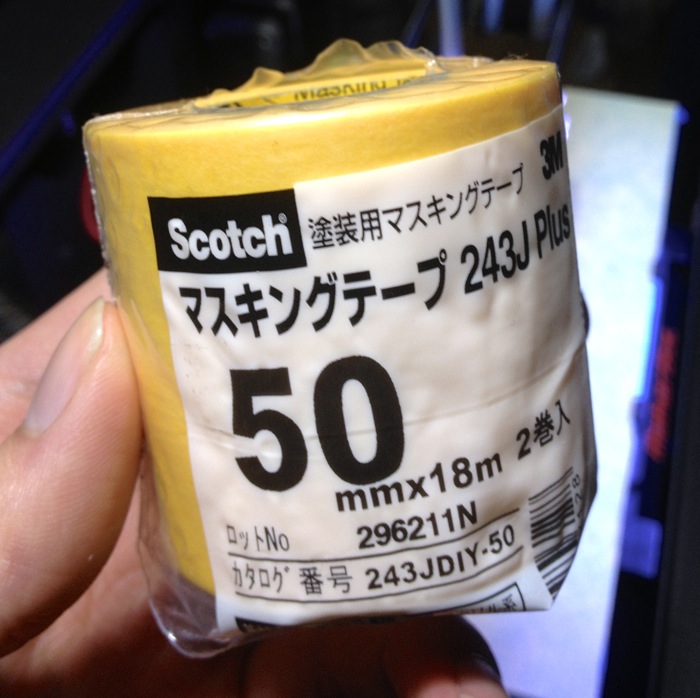 Masking
Scotch
塗装用マスキングテープ
3M
マスキングテープ 243J Plus
50
mmx18m 2巻入
ロットNo 296211N
カタログ番号 243JDIY-50